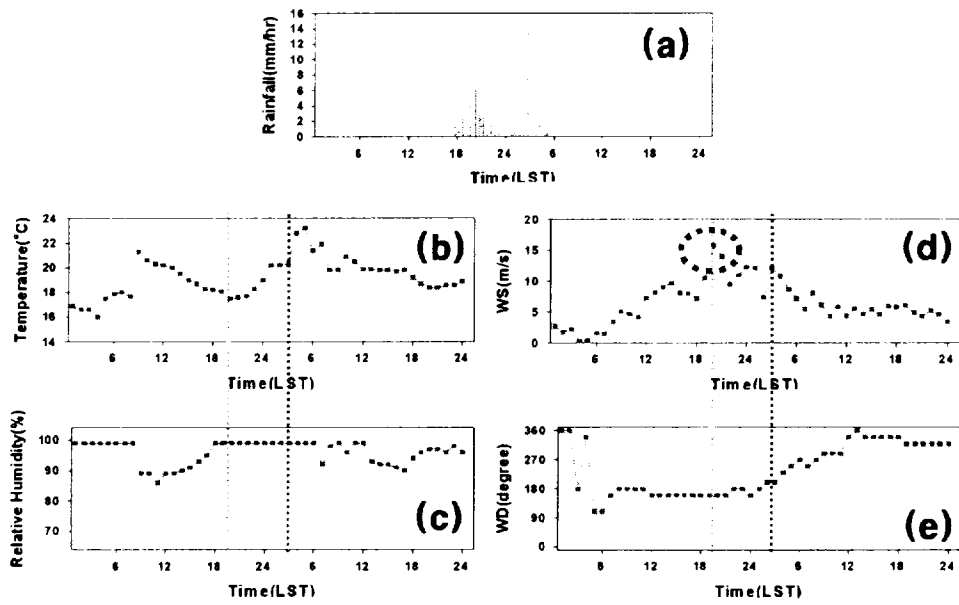 Rainfall(mm/hr)
16
14
12
10
8
6
4
2
0
(a)
6 12 18 24 6 12 18 24
Time(LST)
Temperature(°C)
24
22
20
18
16
14
(b)
6 12 18 24 6 12 18 24
Time(LST)
WS(m/s)
20
15
10
5
0
(d)
6 12 18 24 6 12 18 24
Time(LST)
Relative Humidity(%)
100
90
80
70
(c)
6 12 18 24 6 12 18 24
Time(LST)
WD(degree)
360
270
180
90
0
(e)
6 12 18 24 6 12 18 24
Time(LST)